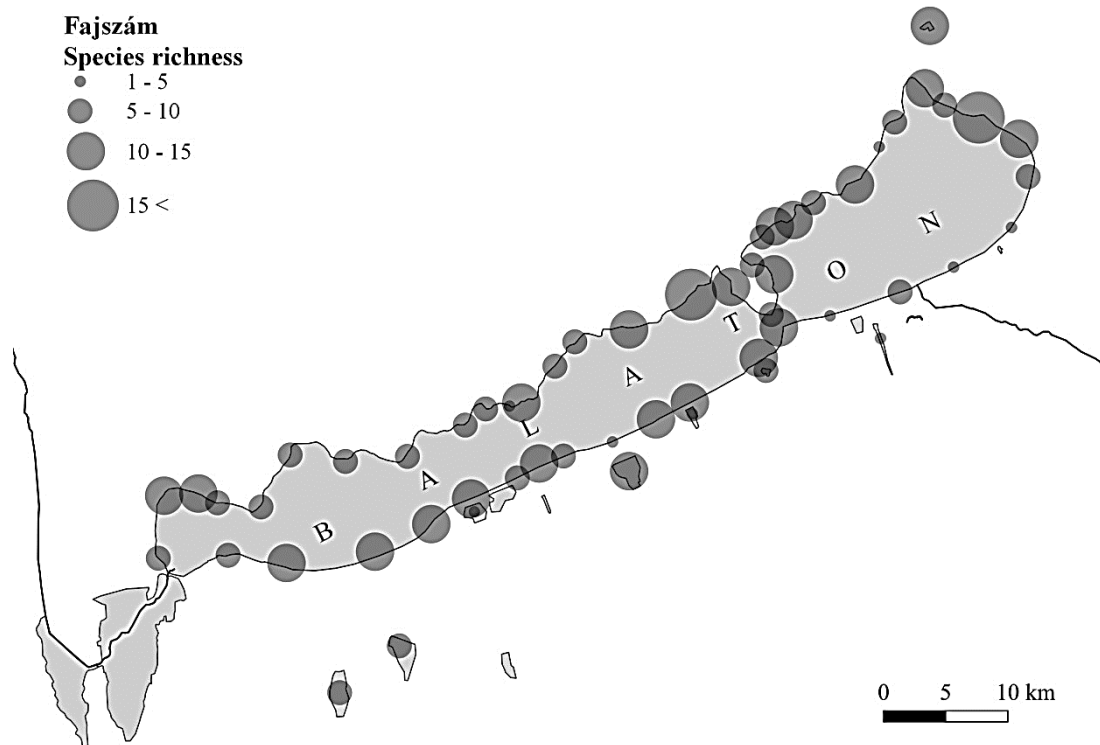 Fajszám
Species richness
1 - 5
5 - 10
10 - 15
15 <
B A L A T O N
0 5 10 km